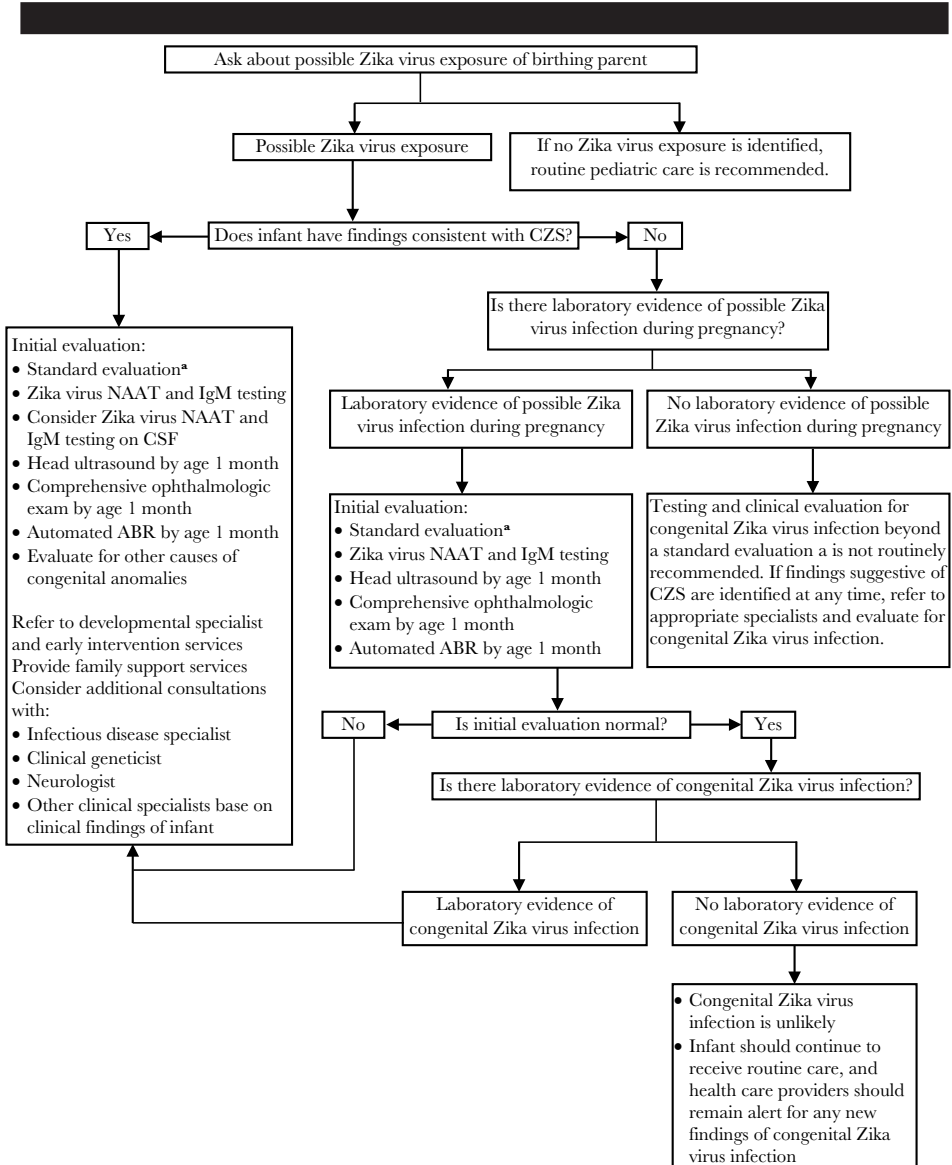 Ask about possible Zika virus exposure of birthing parent
Possible Zika virus exposure
If no Zika virus exposure is identified,
routine pediatric care is recommended.
Yes
Does infant have findings consistent with CZS?
No
Is there laboratory evidence of possible Zika
virus infection during pregnancy?
Initial evaluation:
• Standard evaluationᵃ
• Zika virus NAAT and IgM testing
• Consider Zika virus NAAT and
IgM testing on CSF
• Head ultrasound by age 1 month
• Comprehensive ophthalmologic
exam by age 1 month
• Automated ABR by age 1 month
• Evaluate for other causes of
congenital anomalies
Refer to developmental specialist
and early intervention services
Provide family support services
Consider additional consultations
with:
• Infectious disease specialist
• Clinical geneticist
• Neurologist
• Other clinical specialists base on
clinical findings of infant
Laboratory evidence of possible Zika
virus infection during pregnancy
No laboratory evidence of possible
Zika virus infection during pregnancy
Initial evaluation:
• Standard evaluationᵃ
• Zika virus NAAT and IgM testing
• Head ultrasound by age 1 month
• Comprehensive ophthalmologic
exam by age 1 month
• Automated ABR by age 1 month
Testing and clinical evaluation for
congenital Zika virus infection beyond
a standard evaluation a is not routinely
recommended. If findings suggestive of
CZS are identified at any time, refer to
appropriate specialists and evaluate for
congenital Zika virus infection.
No
Is initial evaluation normal?
Yes
Is there laboratory evidence of congenital Zika virus infection?
Laboratory evidence of
congenital Zika virus infection
No laboratory evidence of
congenital Zika virus infection
• Congenital Zika virus
infection is unlikely
• Infant should continue to
receive routine care, and
health care providers should
remain alert for any new
findings of congenital Zika
virus infection